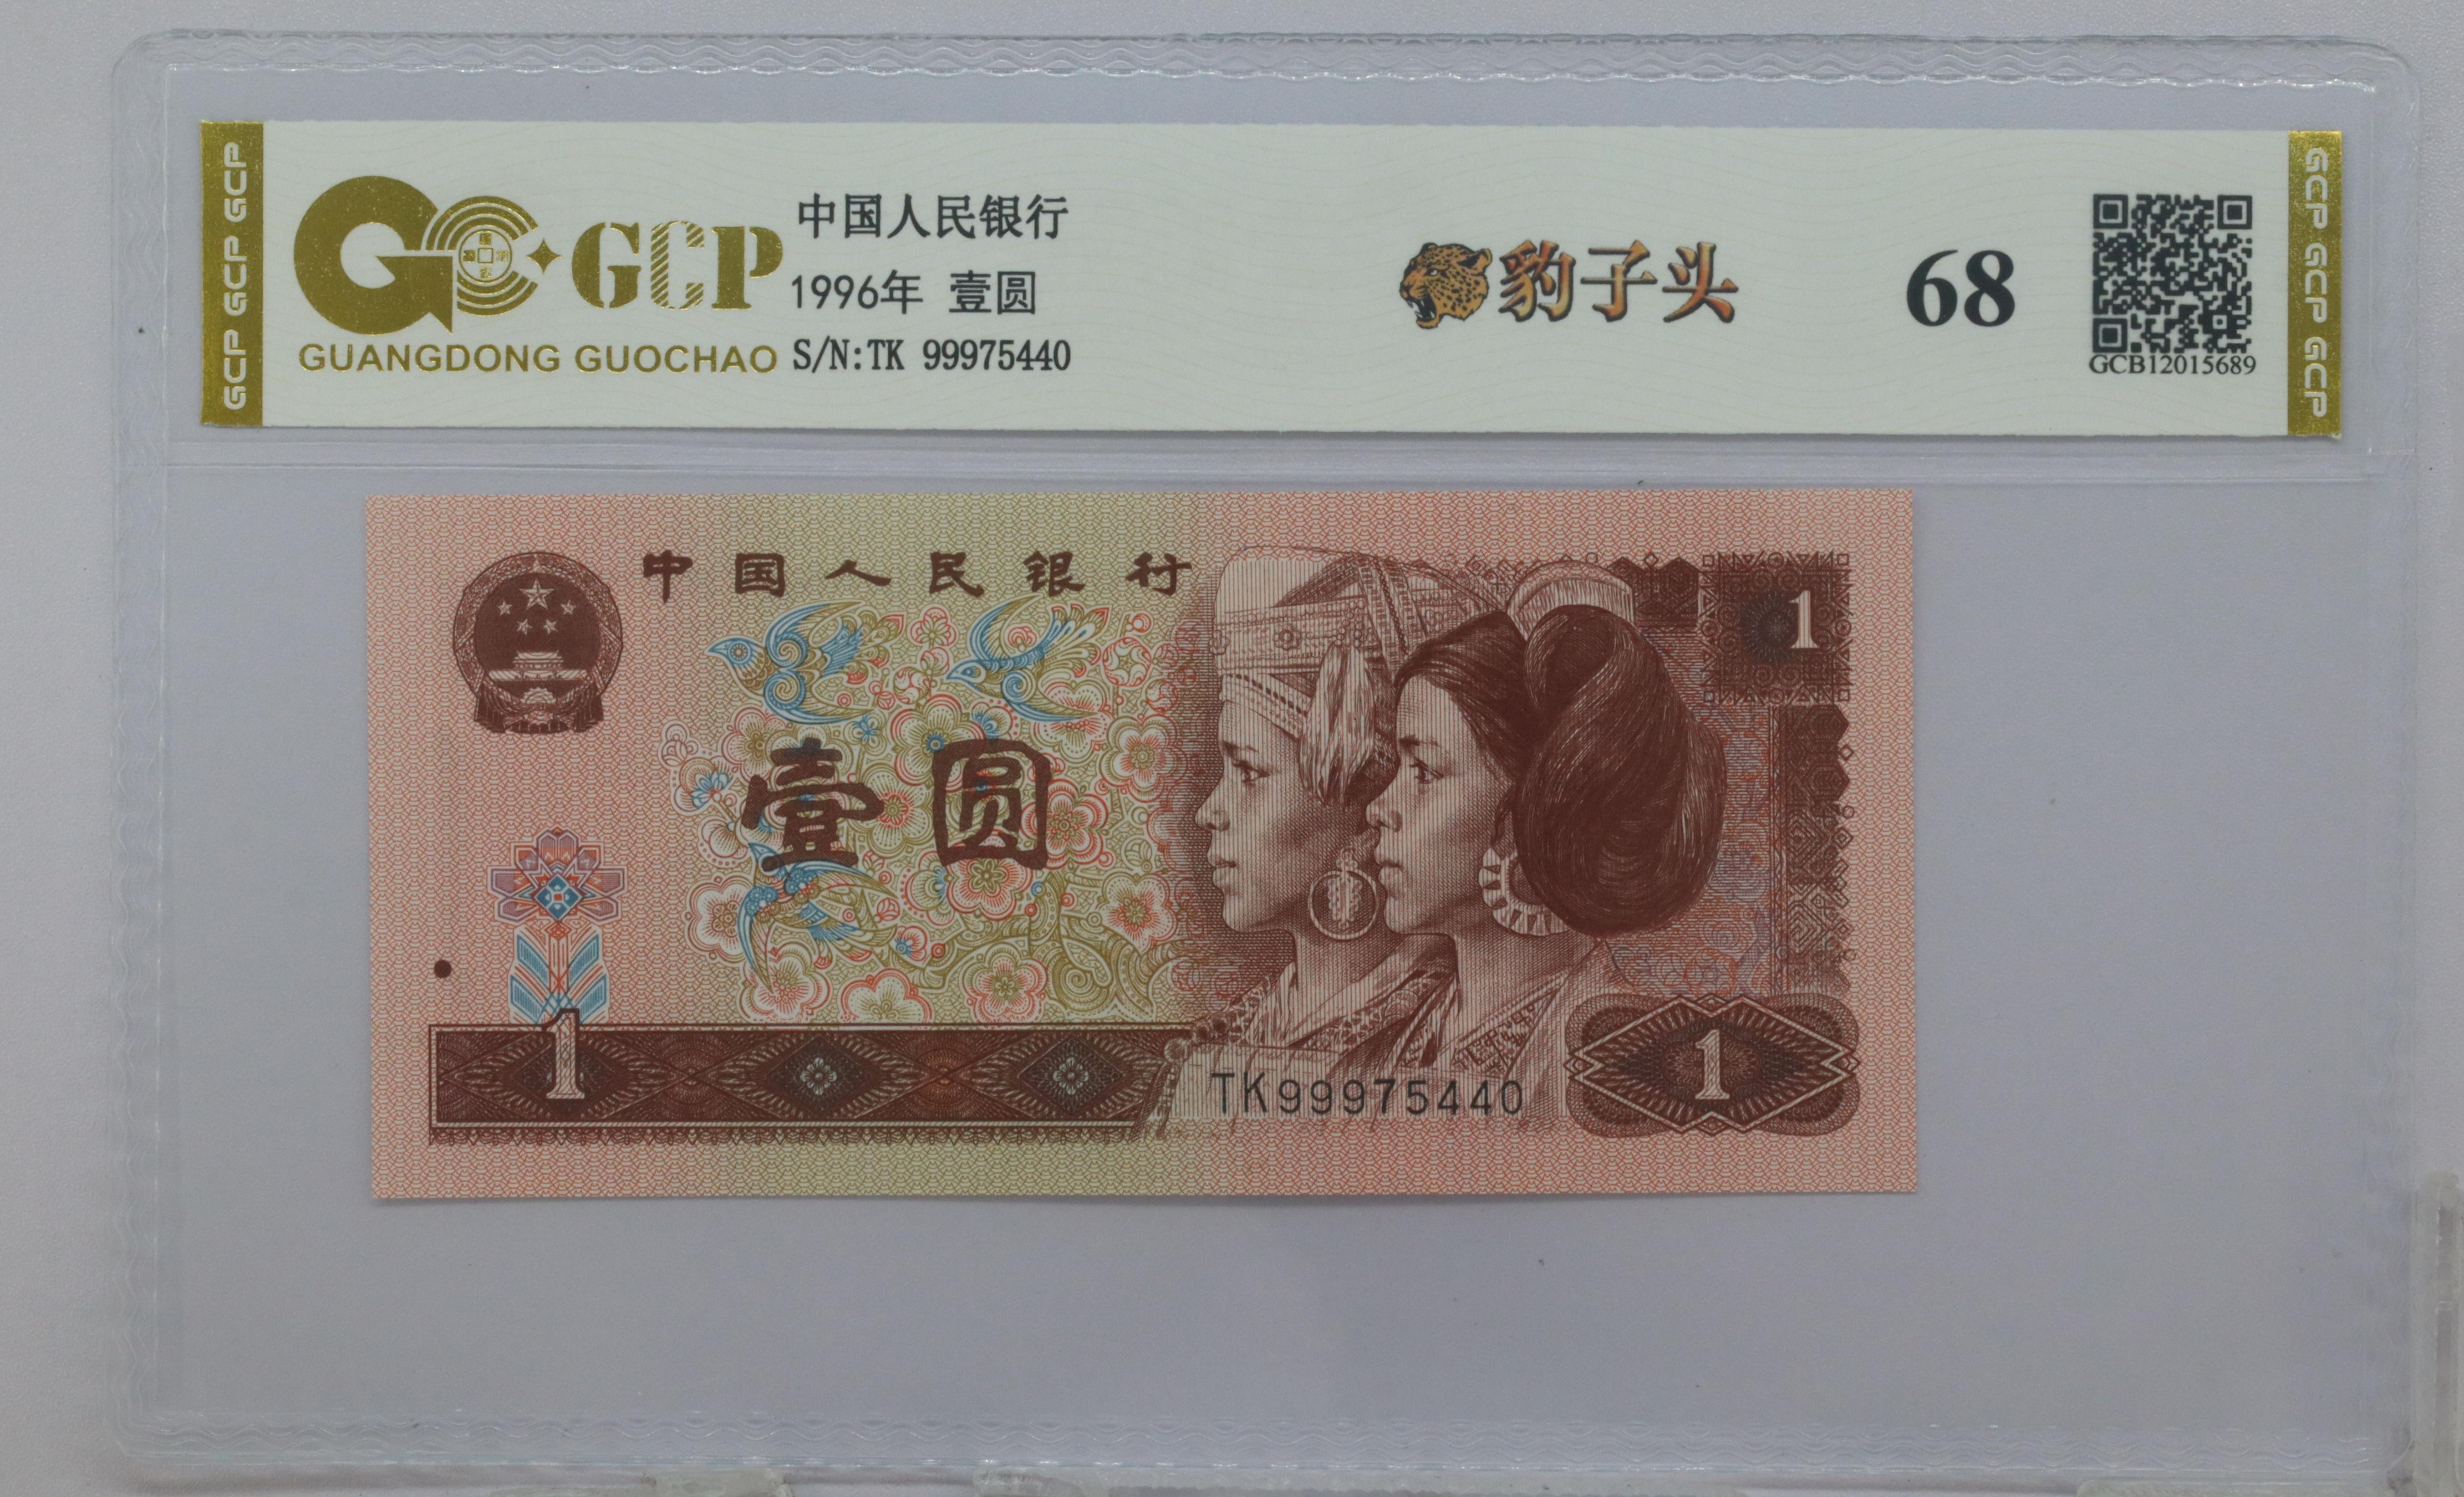 GCP GCP GCP
GCP
GUANGDONG GUOCHAO
中国人民银行
1996年 壹圆
S/N:TK 99975440
豹子头
68
GCB12015689
GCP GCP GCP
中国人民银行
1
壹圆
1
TK99975440
1